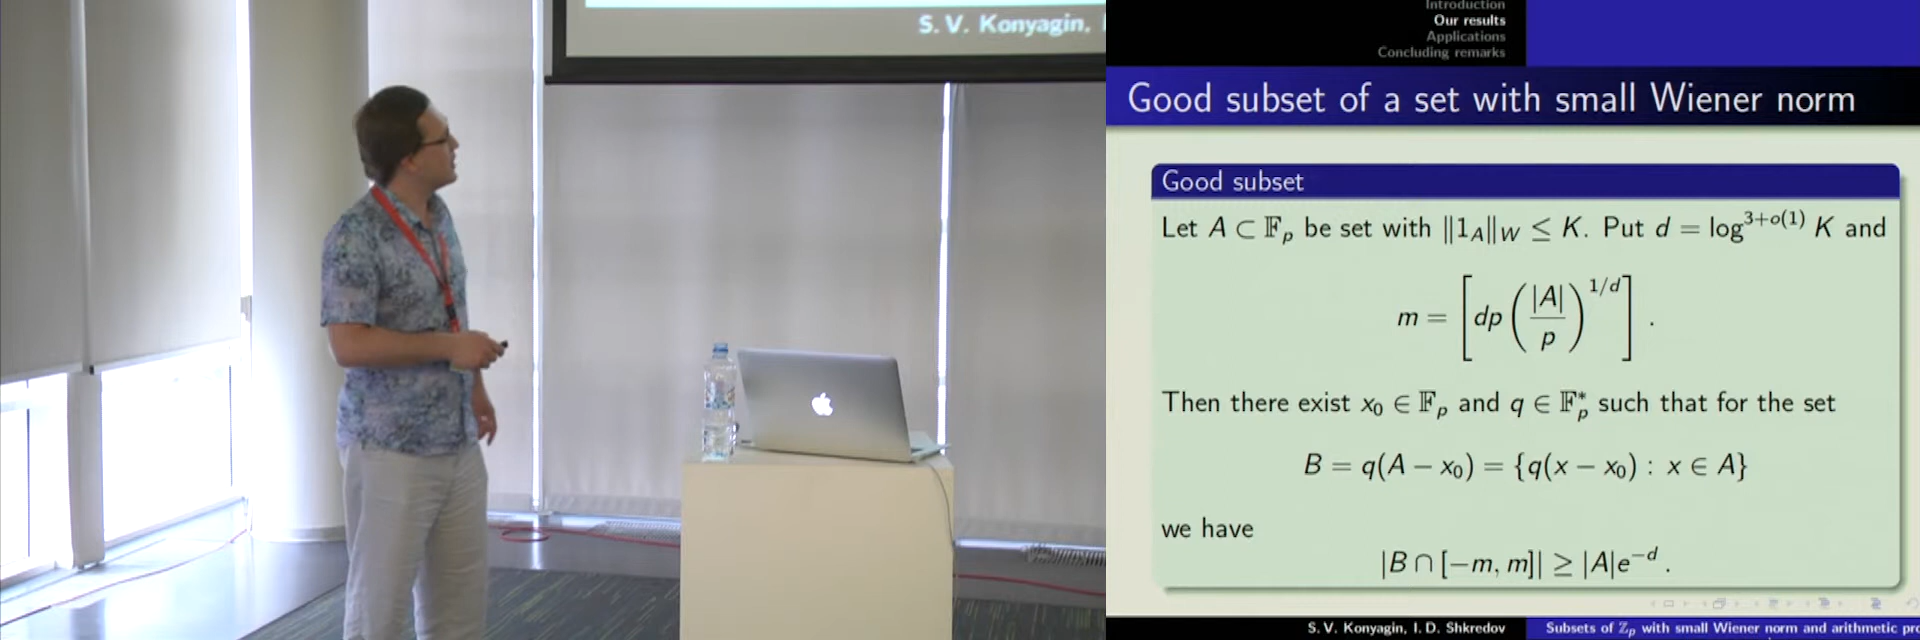 S. V. Konyagin,
Introduction
Our results
Applications
Concluding remarks
Good subset of a set with small Wiener norm
Good subset
Let A ⊂ 𝔽_p be set with ‖1_A‖_W ≤ K. Put d = log^{3+o(1)} K and
m = [dp (|A|/p)^{1/d}] .
Then there exist x_0 ∈ 𝔽_p and q ∈ 𝔽_p^* such that for the set
B = q(A − x_0) = {q(x − x_0) : x ∈ A}
we have
|B ∩ [−m, m]| ≥ |A|e^{−d} .
S. V. Konyagin, I. D. Shkredov
Subsets of ℤ_p with small Wiener norm and arithmetic pro